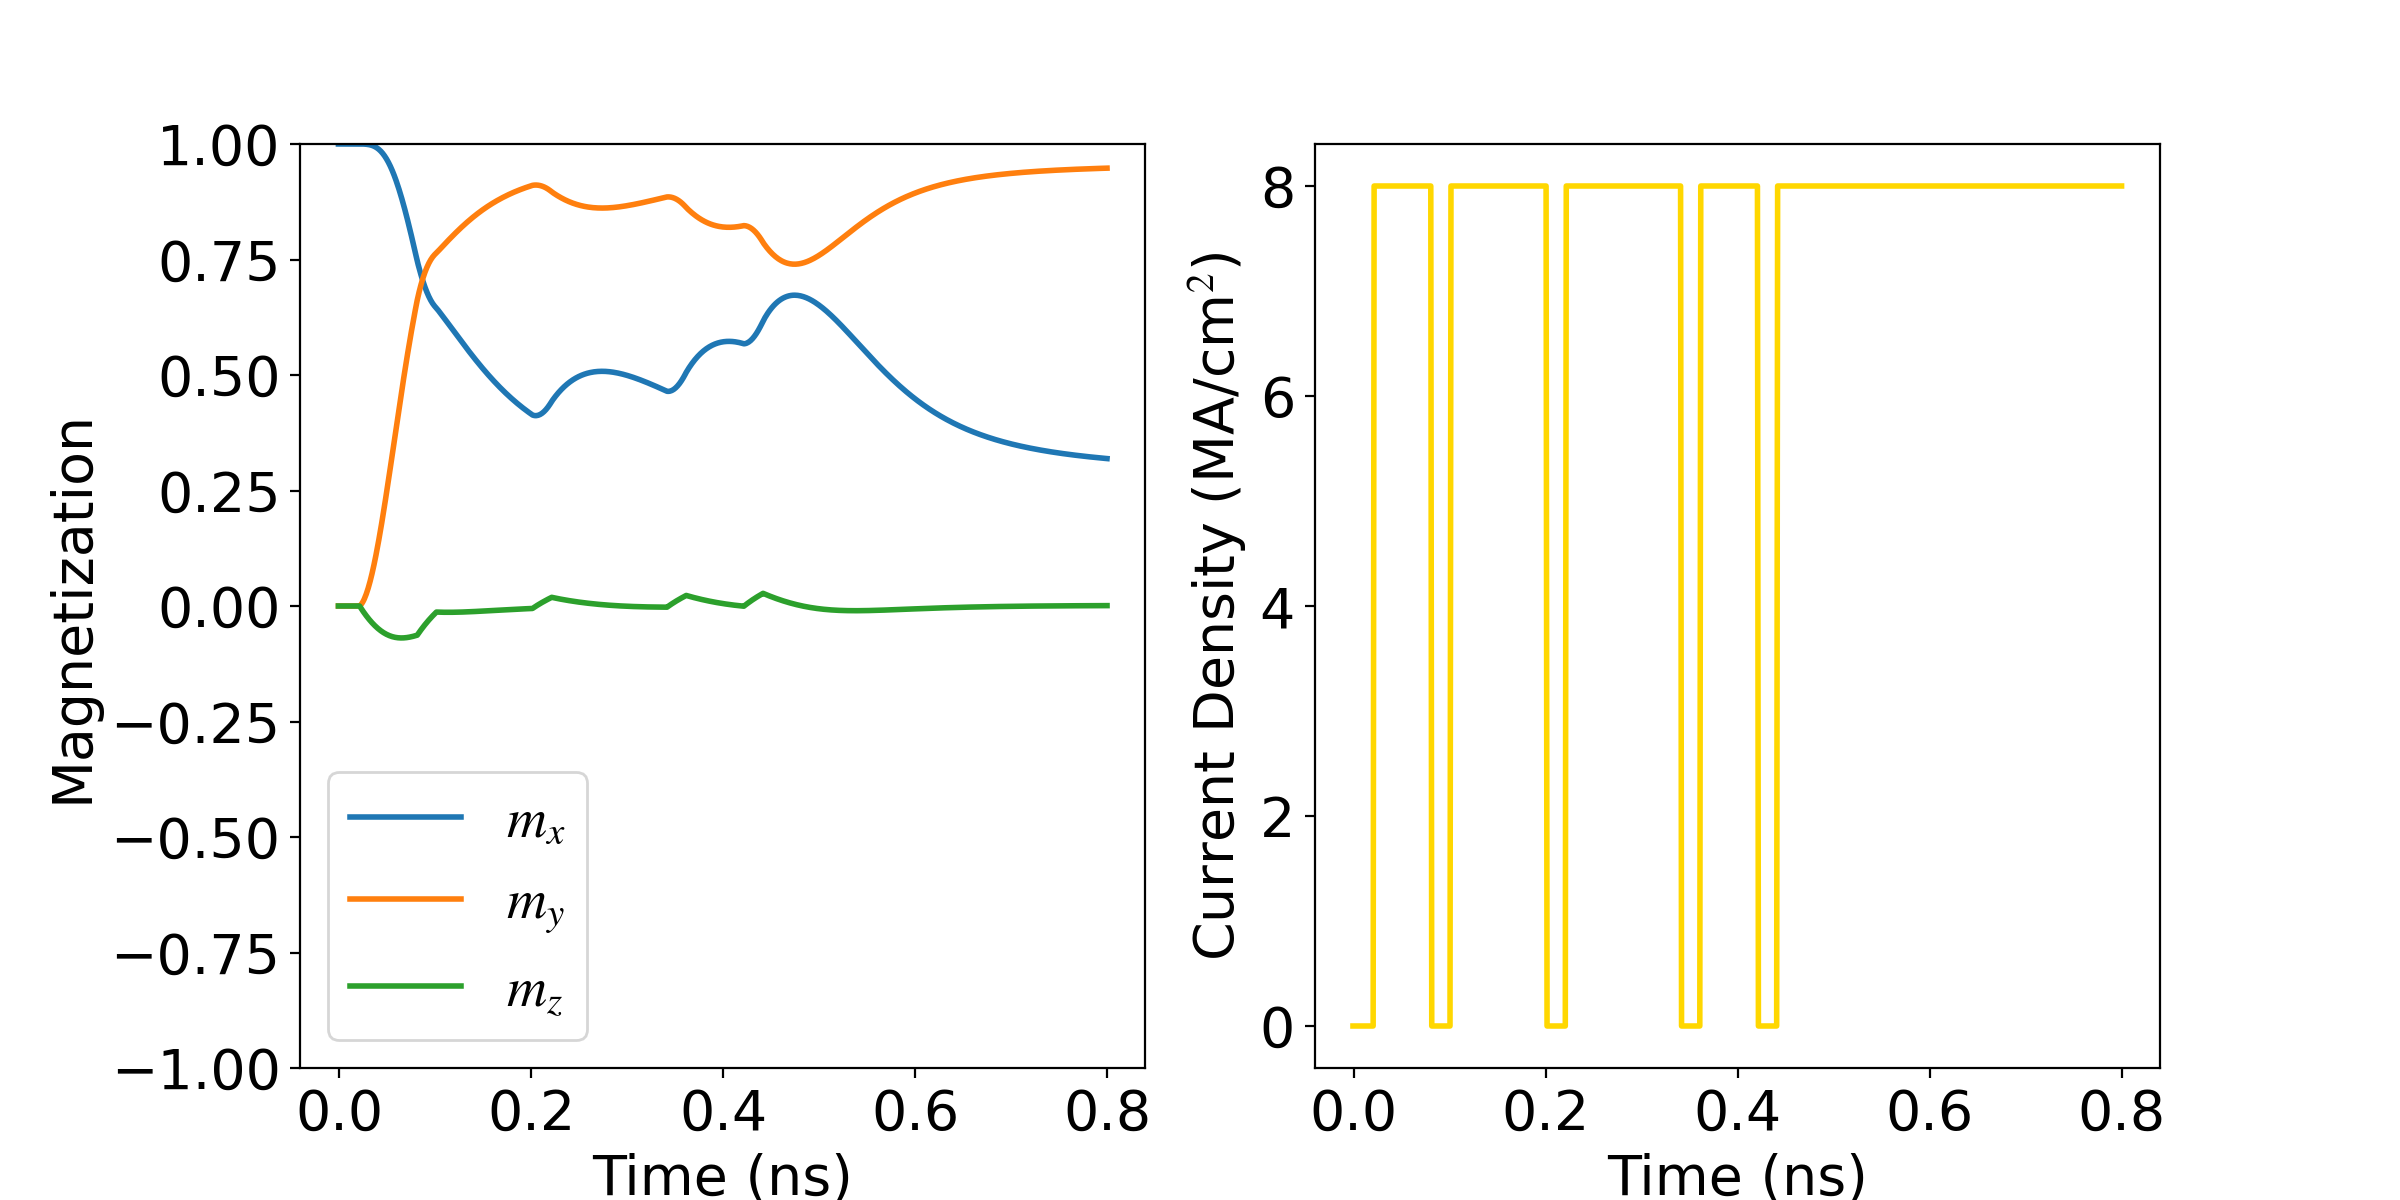 1.00
0.75
0.50
0.25
0.00
−0.25
−0.50
−0.75
−1.00
Magnetization
0.0 0.2 0.4 0.6 0.8
Time (ns)
m_x
m_y
m_z
8
6
4
2
0
Current Density (MA/cm²)
0.0 0.2 0.4 0.6 0.8
Time (ns)